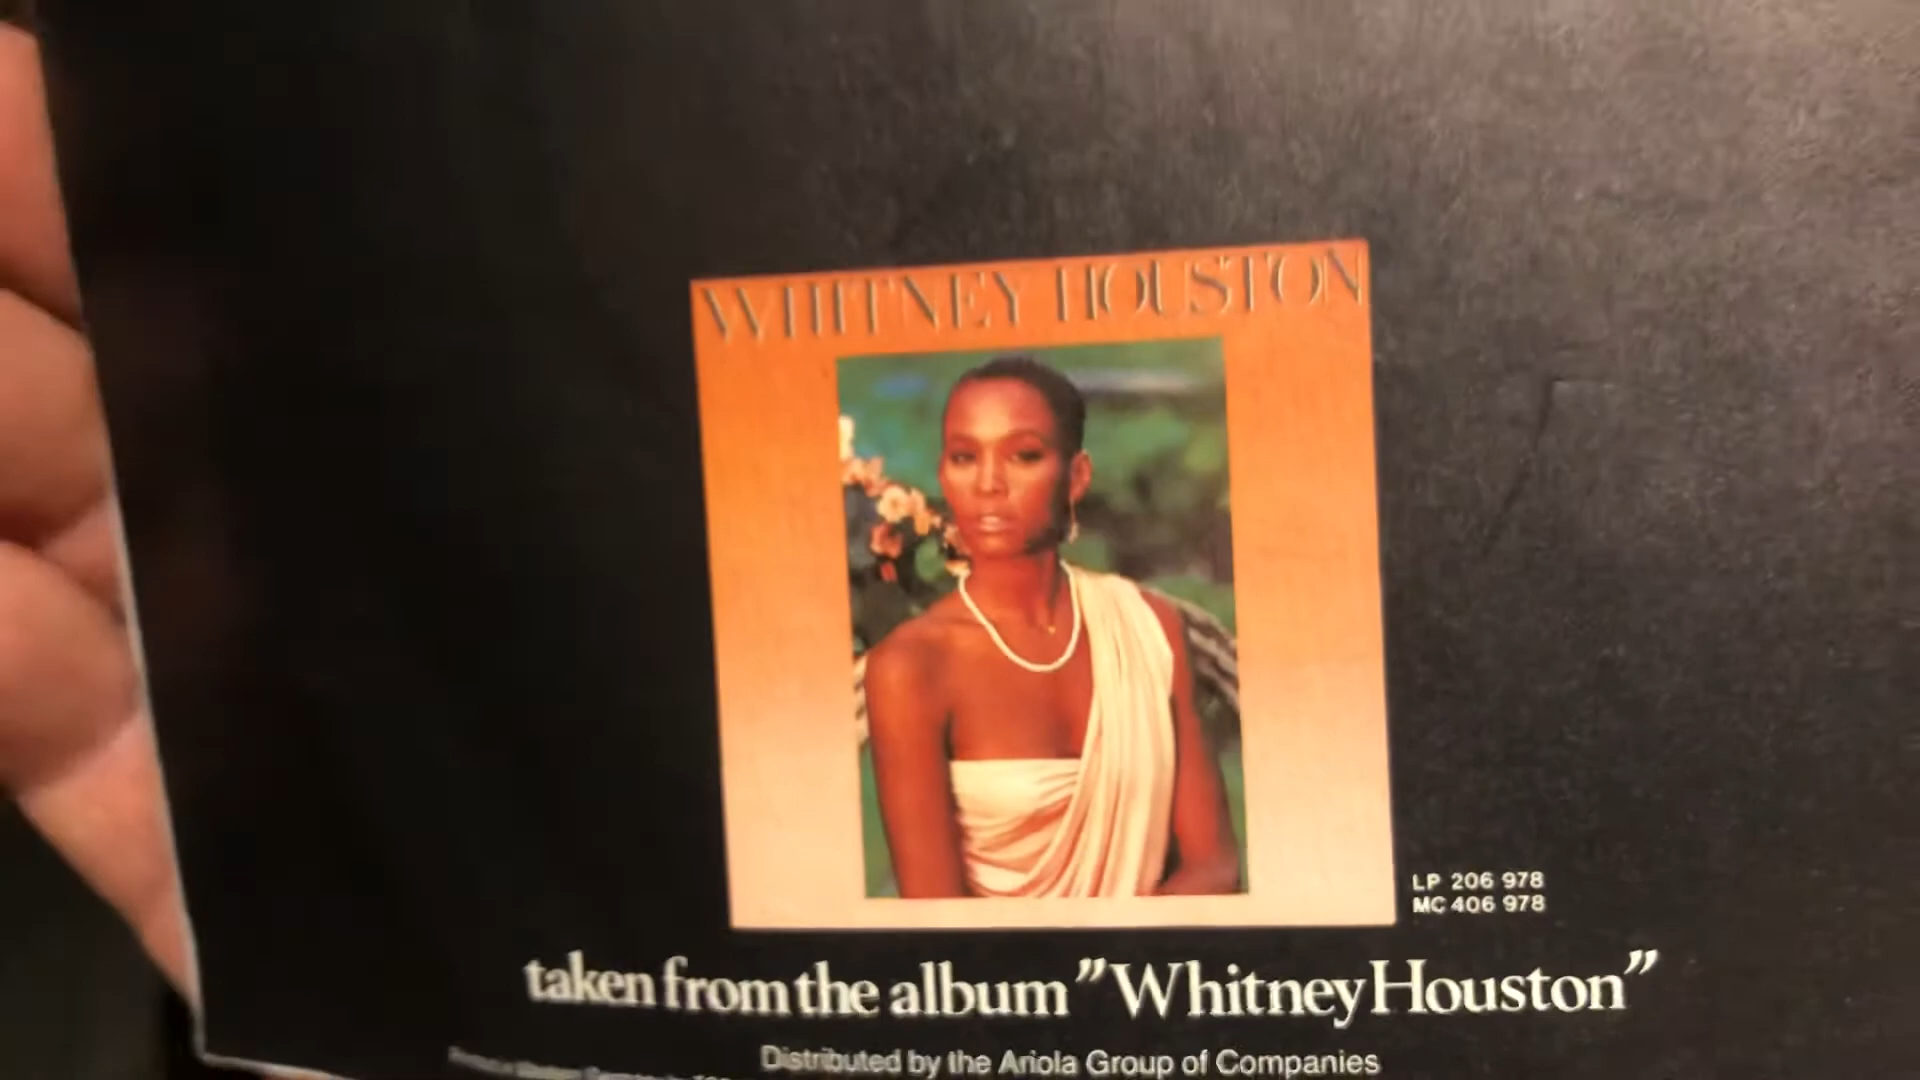 WHITNEY HOUSTON
LP 206 978
MC 406 978
taken from the album "Whitney Houston"
Distributed by the Ariola Group of Companies